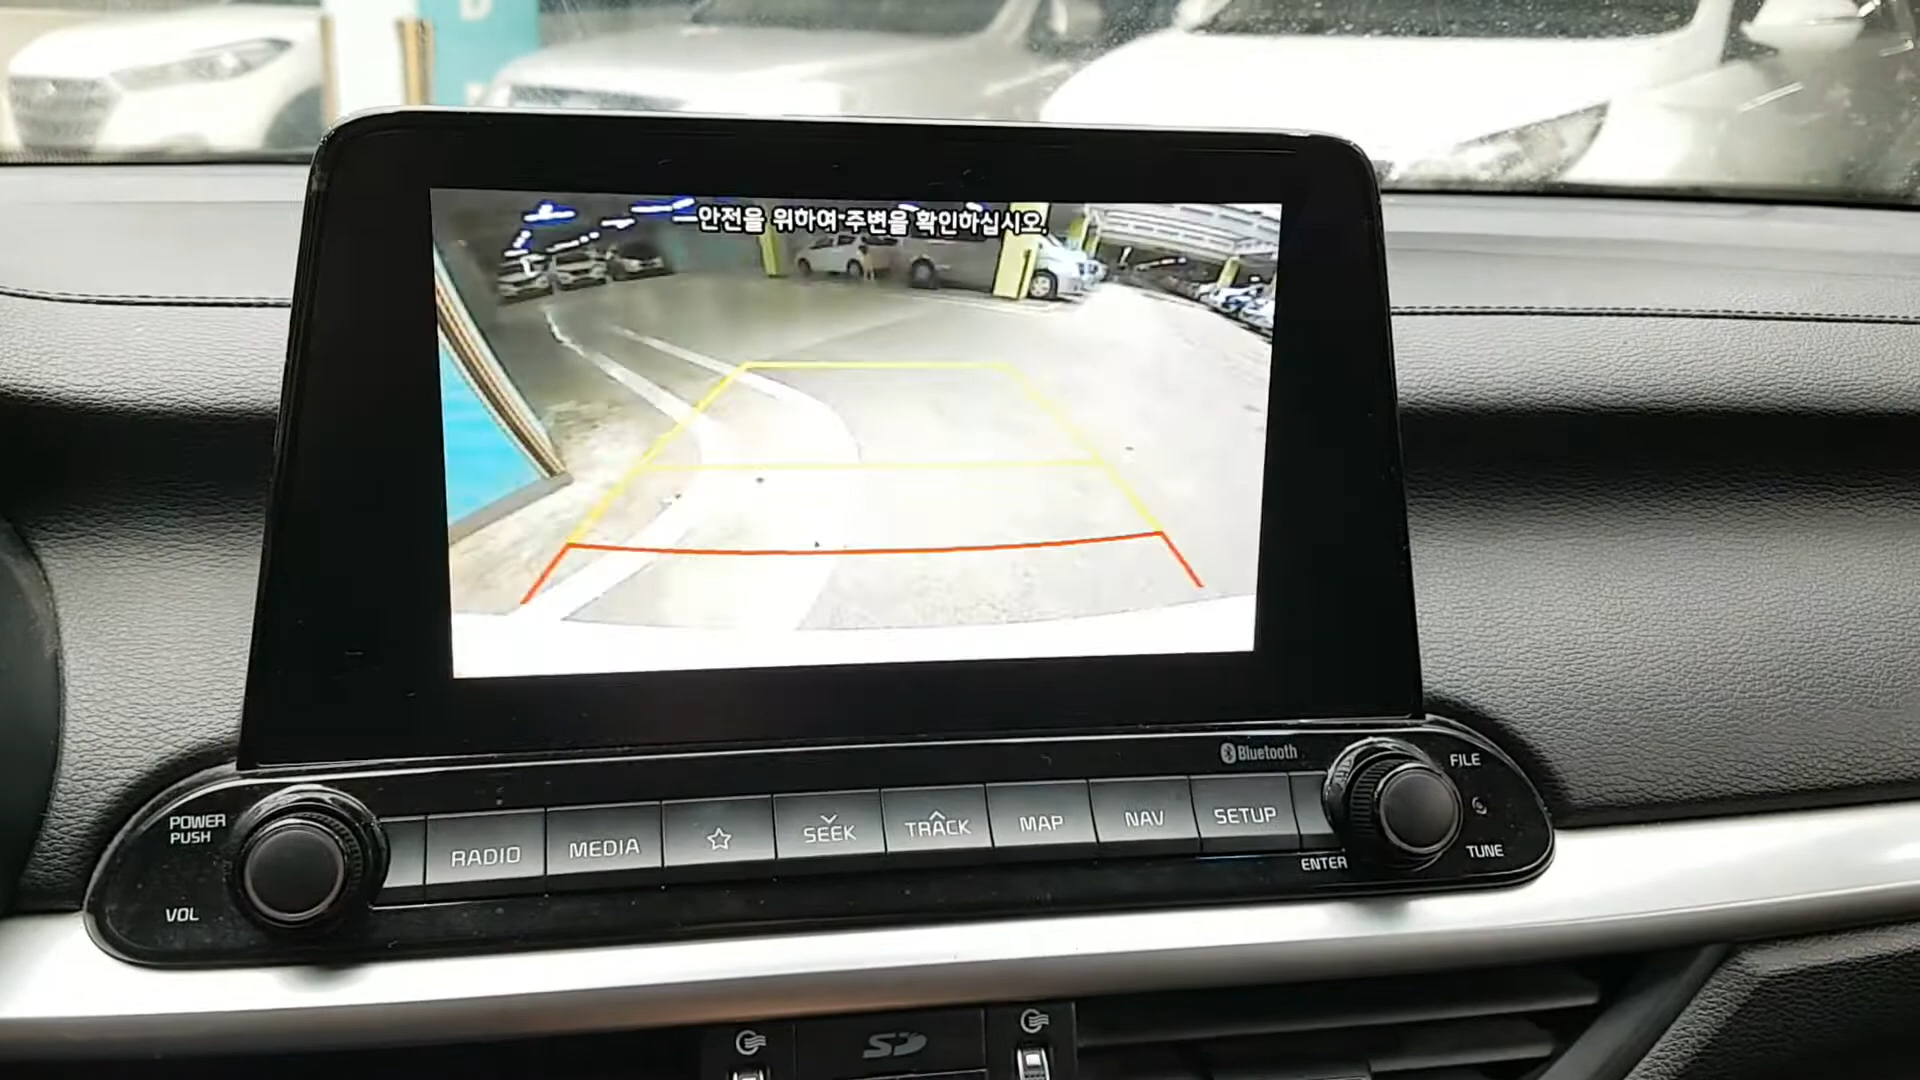 안전을 위하여 주변을 확인하십시오.
Bluetooth
POWER
PUSH
VOL
RADIO
MEDIA
SEEK
TRACK
MAP
NAV
SETUP
ENTER
FILE
TUNE
SD